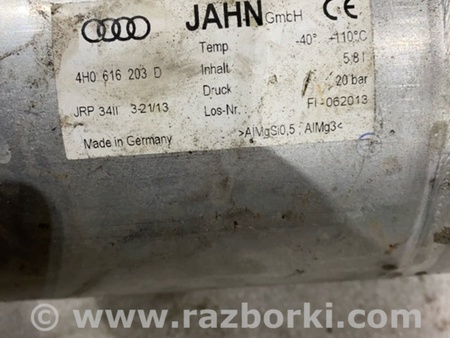 JAHN GmbH CE
Temp -40° -110°C
4H0 616 203 D Inhalt 5,8 l
Druck 20 bar
JRP 34II 3-21/13 Los-Nr.: FI-062013
Made in Germany >AlMgSi0,5 ; AlMg3<
www.razborki.com